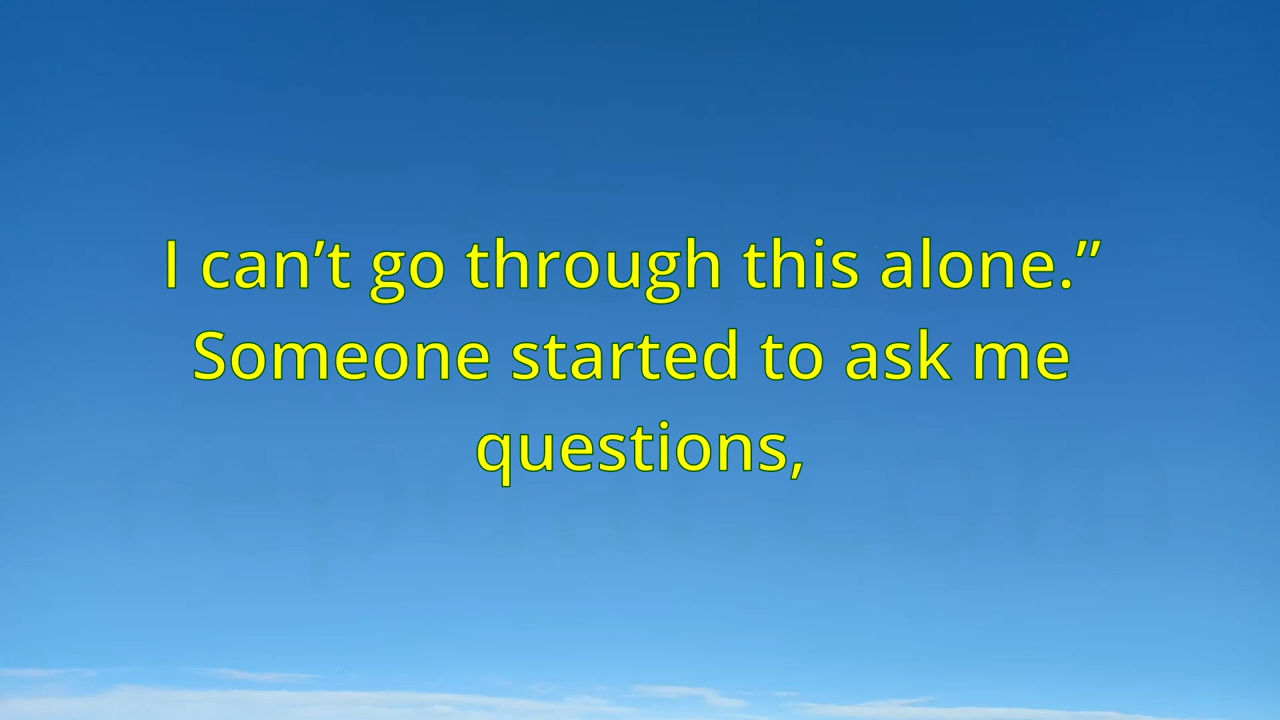 I can’t go through this alone.”
Someone started to ask me
questions,